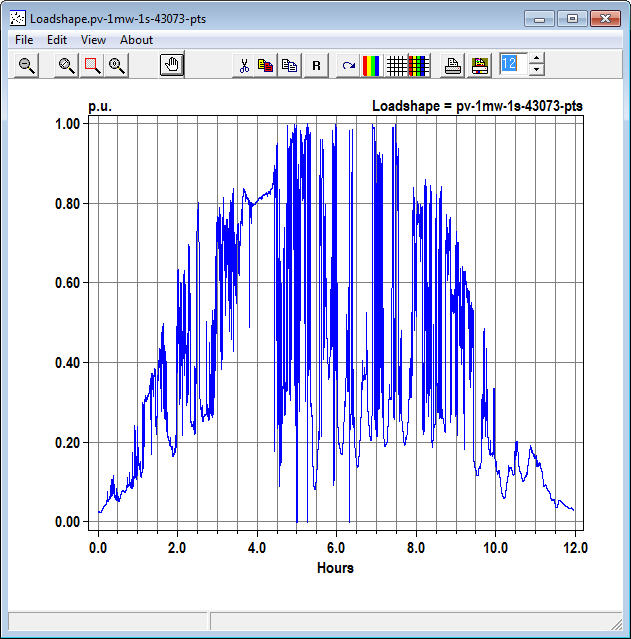 Loadshape.pv-1mw-1s-43073-pts
File Edit View About
R 12
p.u. Loadshape = pv-1mw-1s-43073-pts
1.00
0.80
0.60
0.40
0.20
0.00
0.0 2.0 4.0 6.0 8.0 10.0 12.0
Hours